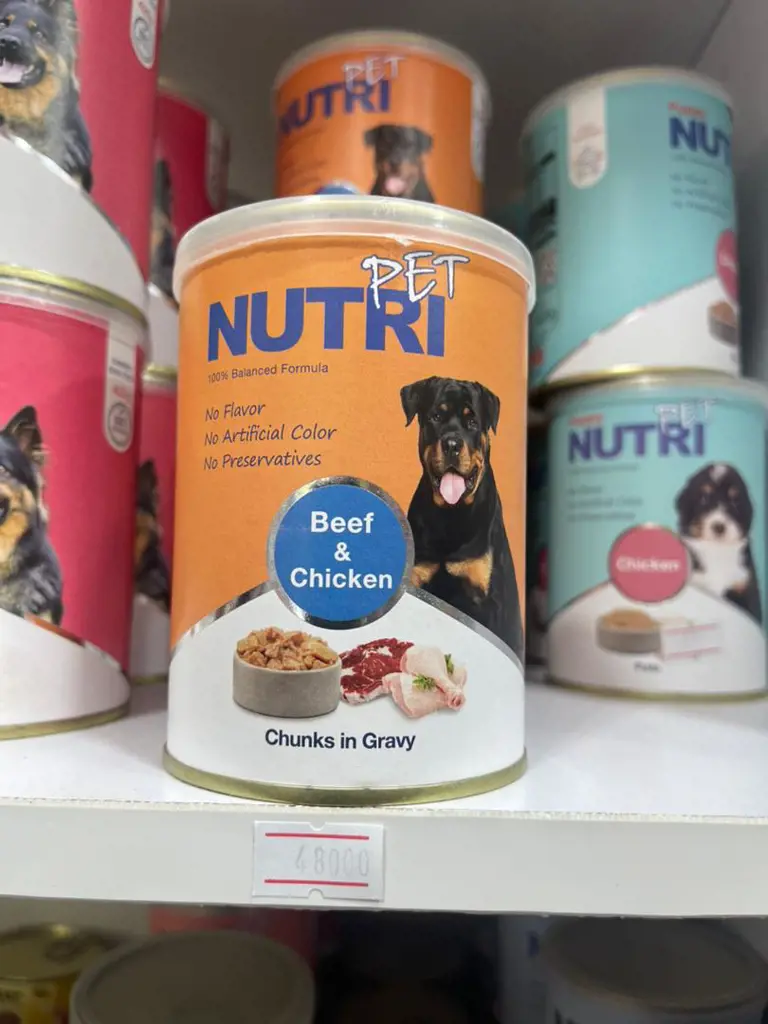 PET
NUTRI
NU
PET
NUTRI
100% Balanced Formula
No Flavor
No Artificial Color
No Preservatives
Beef
&
Chicken
Chunks in Gravy
PET
NUTRI
Chicken
48000